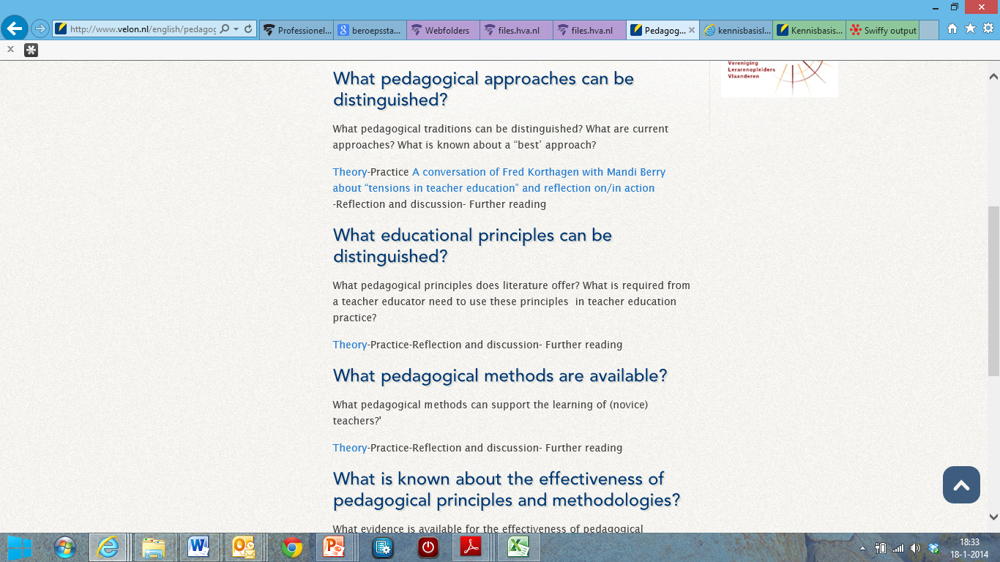 http://www.velon.nl/english/pedagog
Professionel...
beroepssta...
Webfolders
files.hva.nl
files.hva.nl
Pedagog...
kennisbasisl...
Kennisbasis...
Swiffy output
Vereniging
Lerarenopleiders
Vlaanderen
What pedagogical approaches can be
distinguished?
What pedagogical traditions can be distinguished? What are current
approaches? What is known about a “best’ approach?
Theory-Practice A conversation of Fred Korthagen with Mandi Berry
about “tensions in teacher education” and reflection on/in action
-Reflection and discussion- Further reading
What educational principles can be
distinguished?
What pedagogical principles does literature offer? What is required from
a teacher educator need to use these principles  in teacher education
practice?
Theory-Practice-Reflection and discussion- Further reading
What pedagogical methods are available?
What pedagogical methods can support the learning of (novice)
teachers?'
Theory-Practice-Reflection and discussion- Further reading
What is known about the effectiveness of
pedagogical principles and methodologies?
What evidence is available for the effectiveness of pedagogical
18:33
18-1-2014